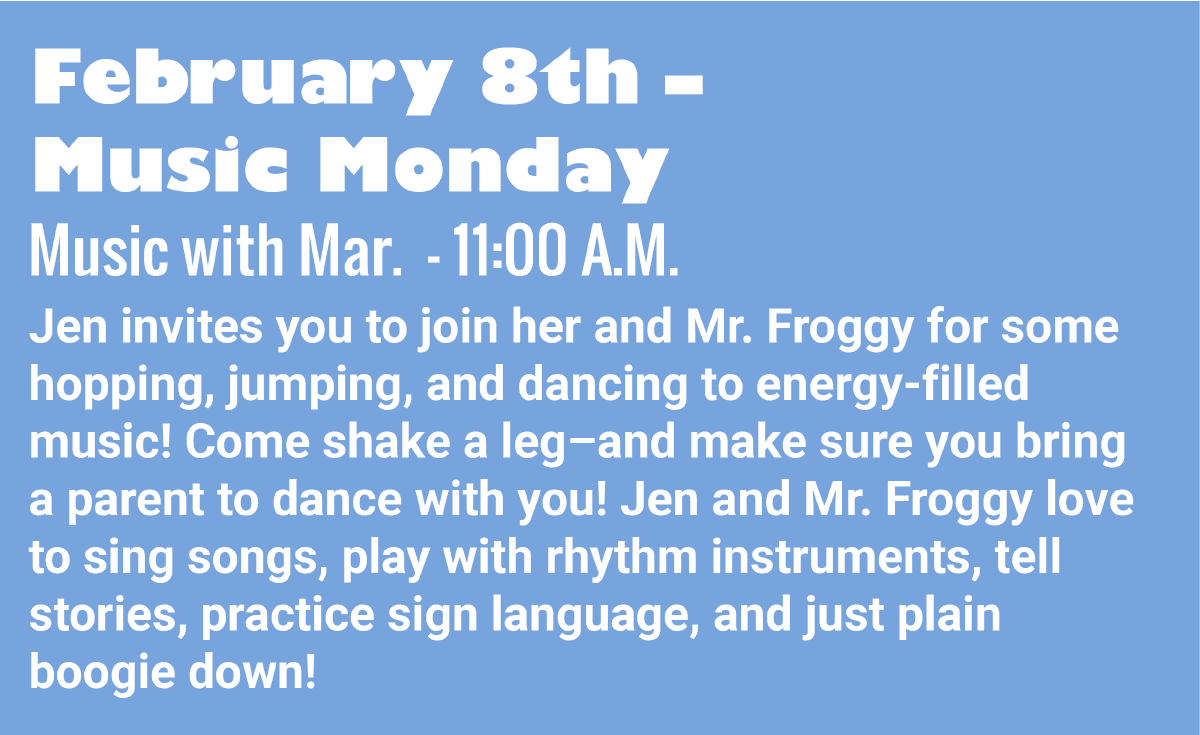 February 8th –
Music Monday
Music with Mar.  - 11:00 A.M.
Jen invites you to join her and Mr. Froggy for some
hopping, jumping, and dancing to energy-filled
music! Come shake a leg–and make sure you bring
a parent to dance with you! Jen and Mr. Froggy love
to sing songs, play with rhythm instruments, tell
stories, practice sign language, and just plain
boogie down!